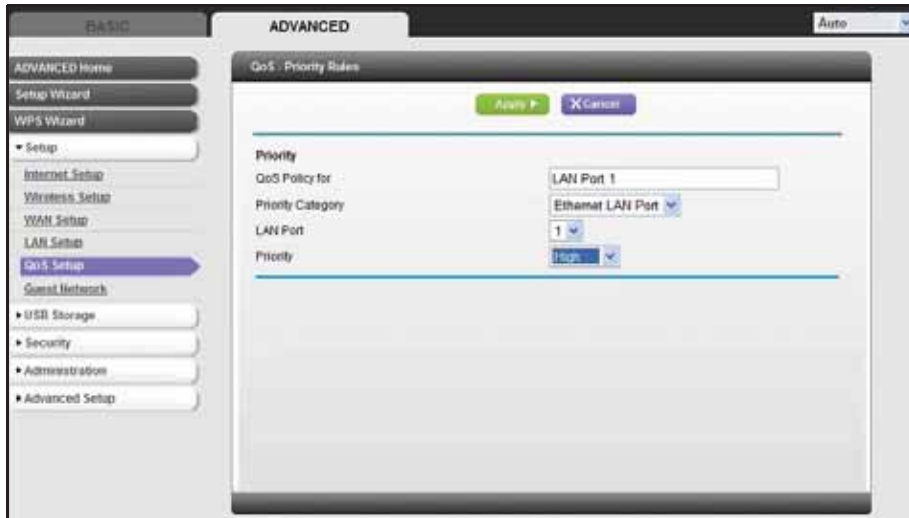 BASIC
ADVANCED
Auto
ADVANCED Home
Setup Wizard
WPS Wizard
Setup
Internet Setup
Wireless Setup
WAN Setup
LAN Setup
QoS Setup
Guest Network
USB Storage
Security
Administration
Advanced Setup
QoS - Priority Rules
Apply
X Cancel
Priority
QoS Policy for LAN Port 1
Priority Category Ethernet LAN Port
LAN Port 1
Priority High